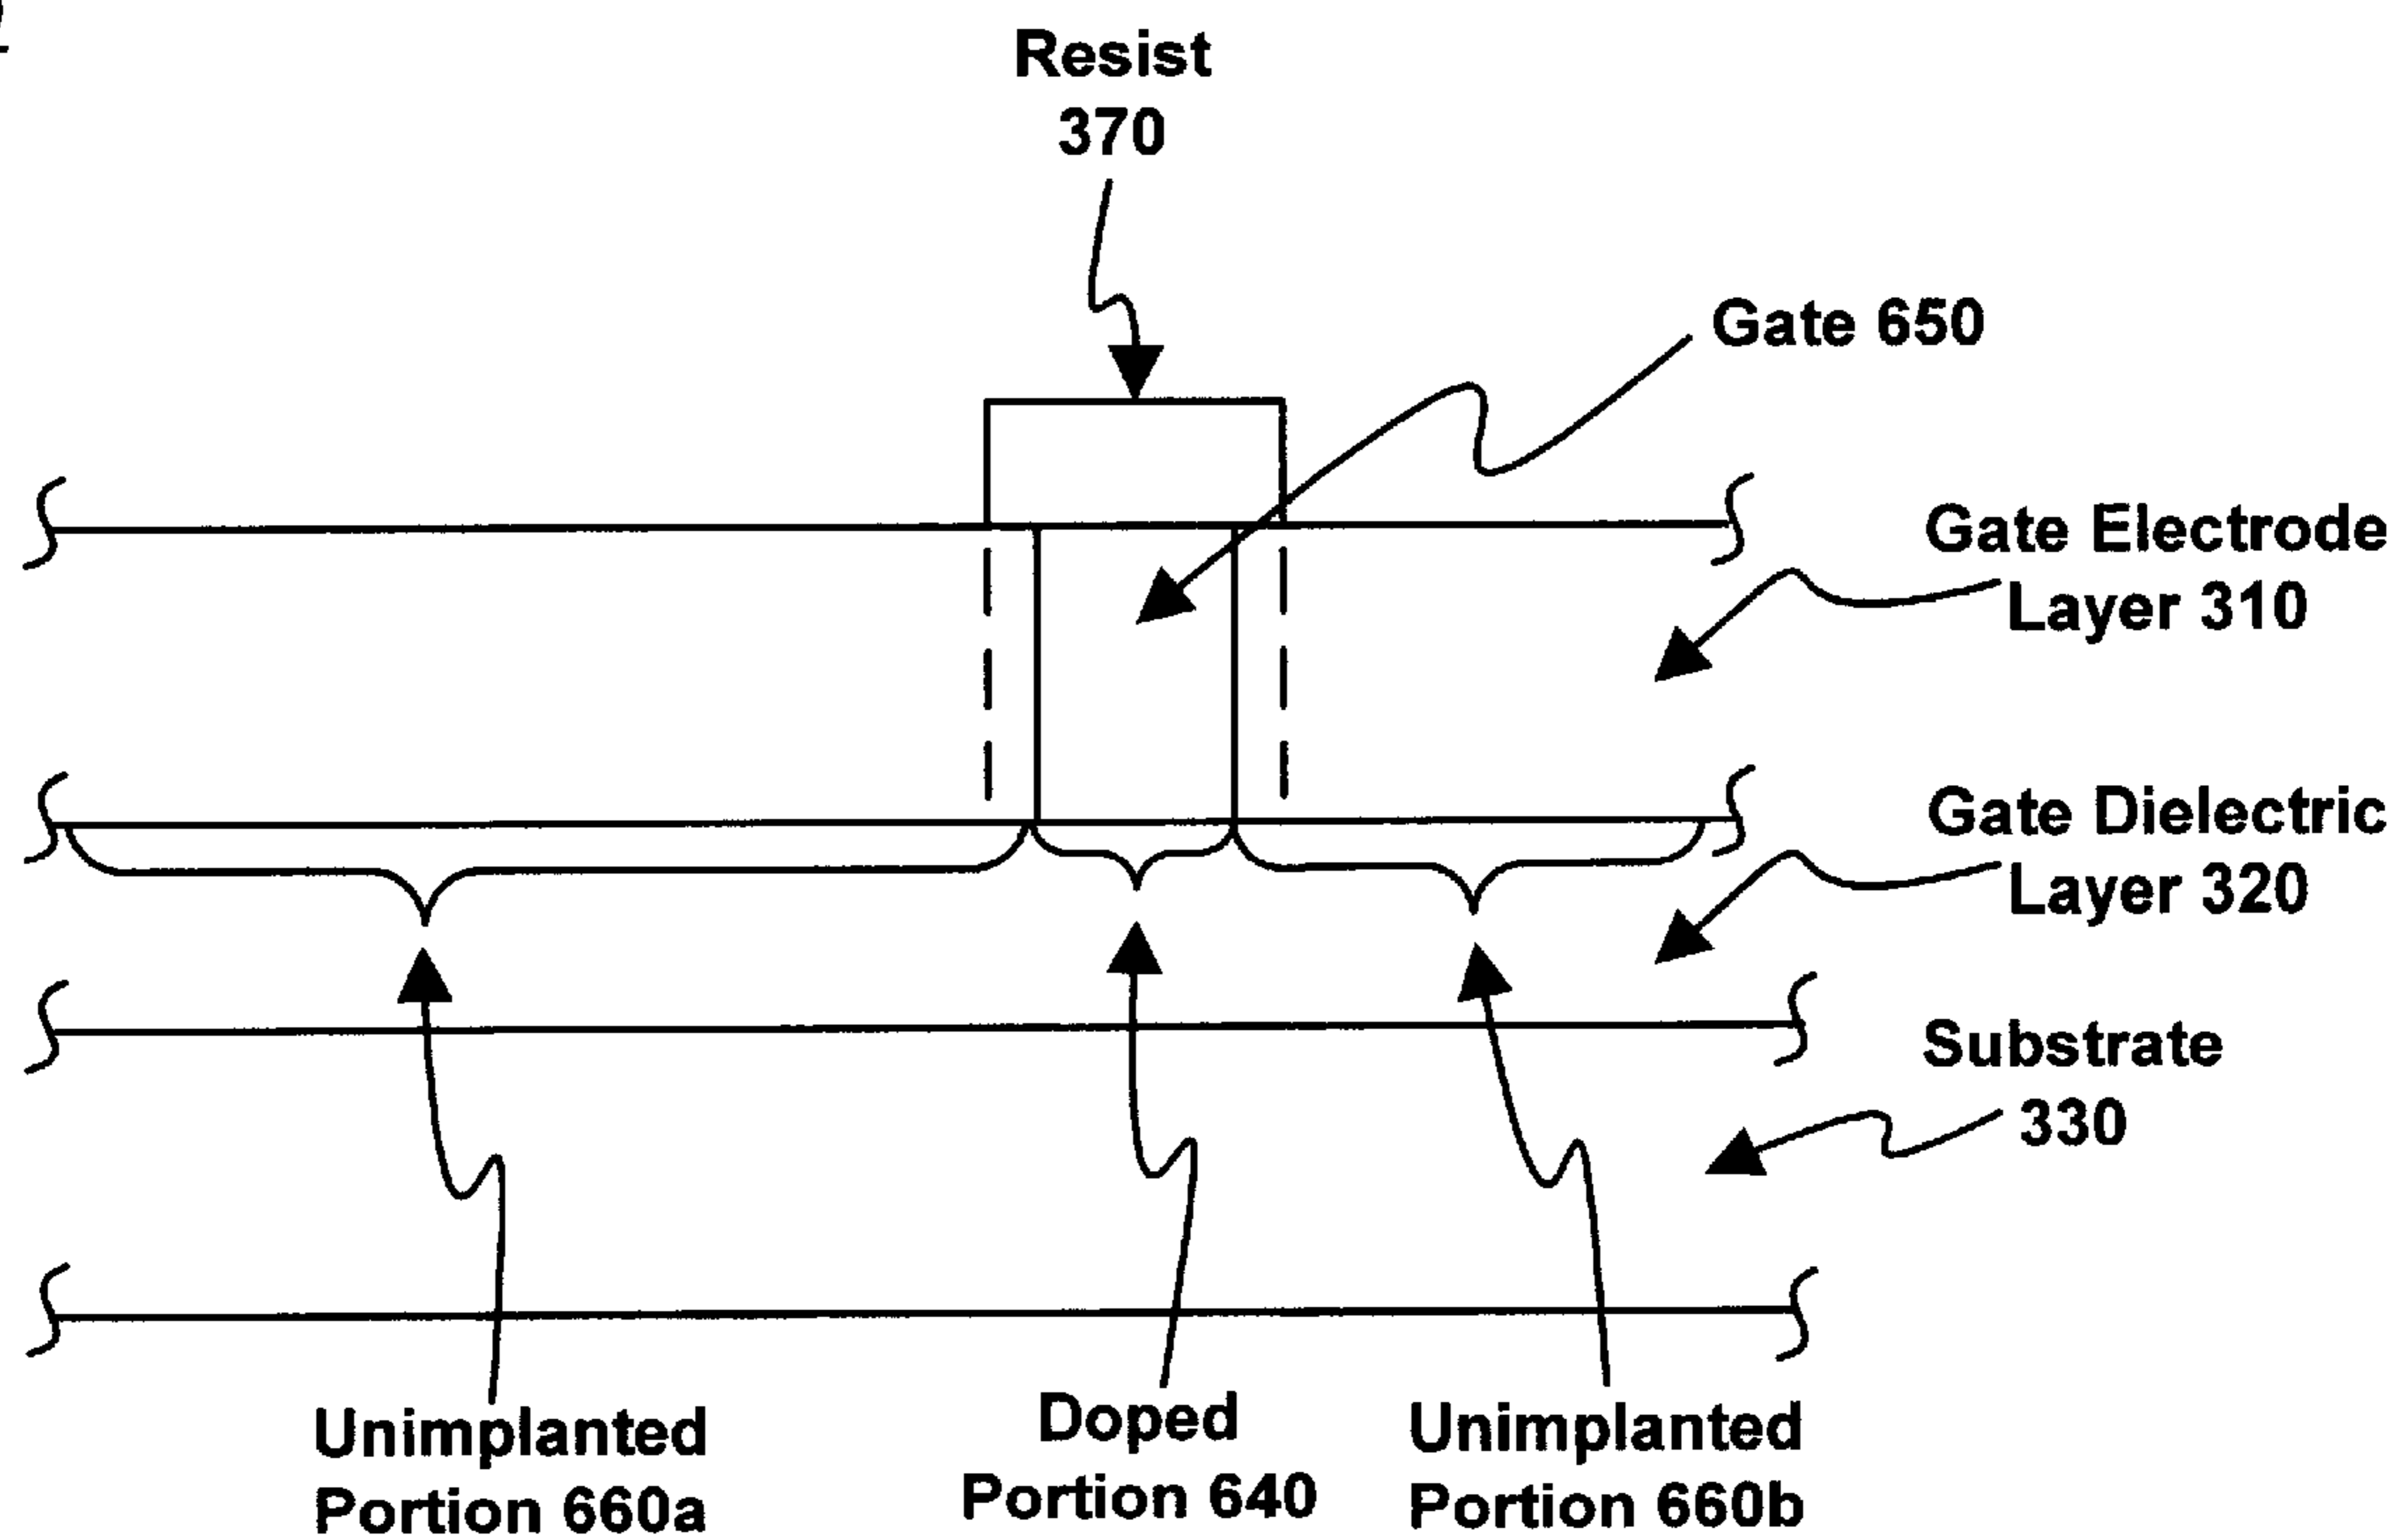 Resist
370
Gate 650
Gate Electrode
Layer 310
Gate Dielectric
Layer 320
Substrate
330
Unimplanted
Portion 660a
Doped
Portion 640
Unimplanted
Portion 660b